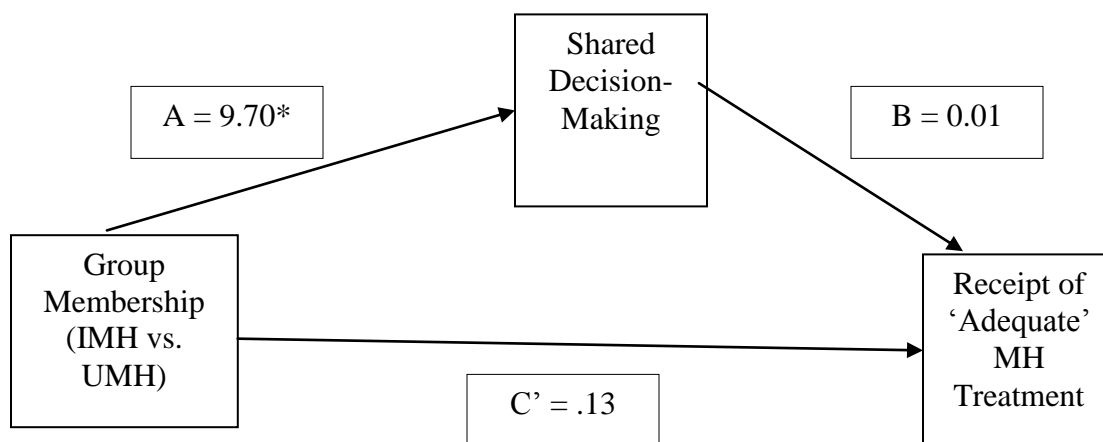 Shared
Decision-
Making
A = 9.70*
B = 0.01
Group
Membership
(IMH vs.
UMH)
Receipt of
‘Adequate’
MH
Treatment
C’ = .13